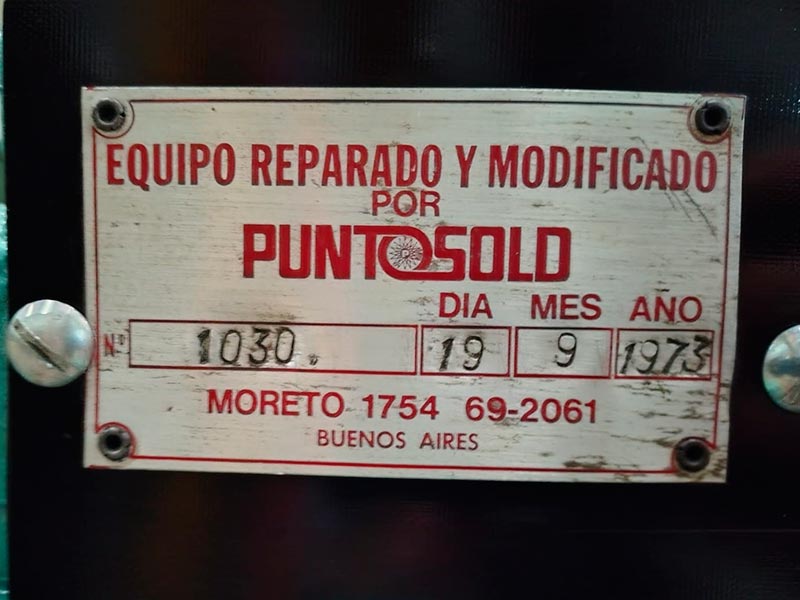 EQUIPO REPARADO Y MODIFICADO
POR
PUNTOSOLD
DIA MES AÑO
Nº 1030. 19 9 1973
MORETO 1754 69-2061
BUENOS AIRES